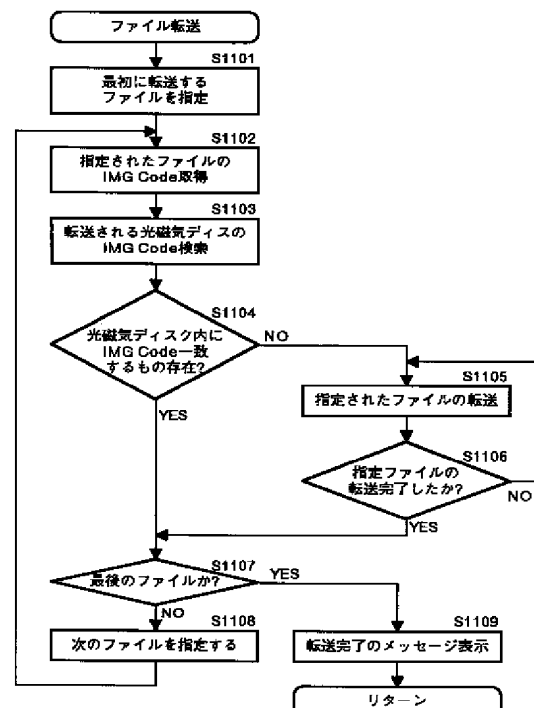 ファイル転送
S1101
最初に転送する
ファイルを指定
S1102
指定されたファイルの
IMG Code取得
S1103
転送される光磁気ディスの
IMG Code検索
S1104
光磁気ディスク内に
IMG Code一致
するもの存在?
NO
YES
S1105
指定されたファイルの転送
S1106
指定ファイルの
転送完了したか?
NO
YES
S1107
最後のファイルか?
YES
NO
S1108
次のファイルを指定する
S1109
転送完了のメッセージ表示
リターン